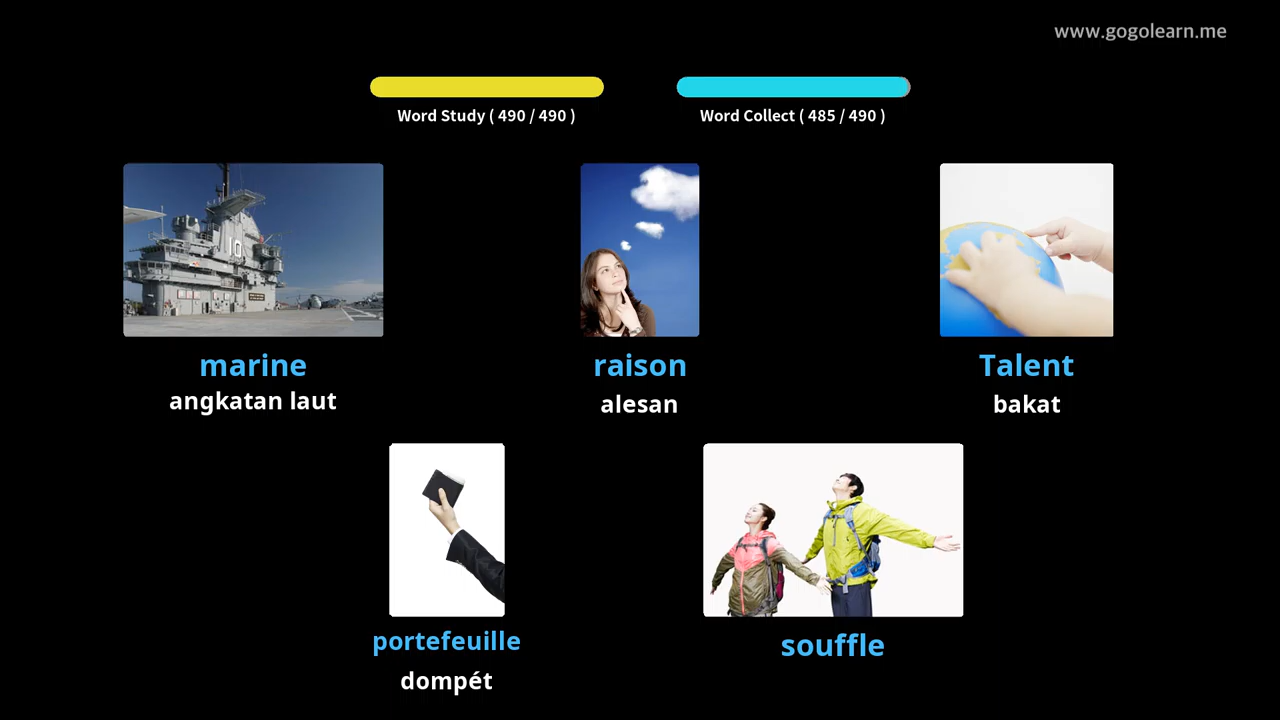 www.gogolearn.me
Word Study ( 490 / 490 )
Word Collect ( 485 / 490 )
10
marine
angkatan laut
raison
alesan
Talent
bakat
portefeuille
dompét
souffle